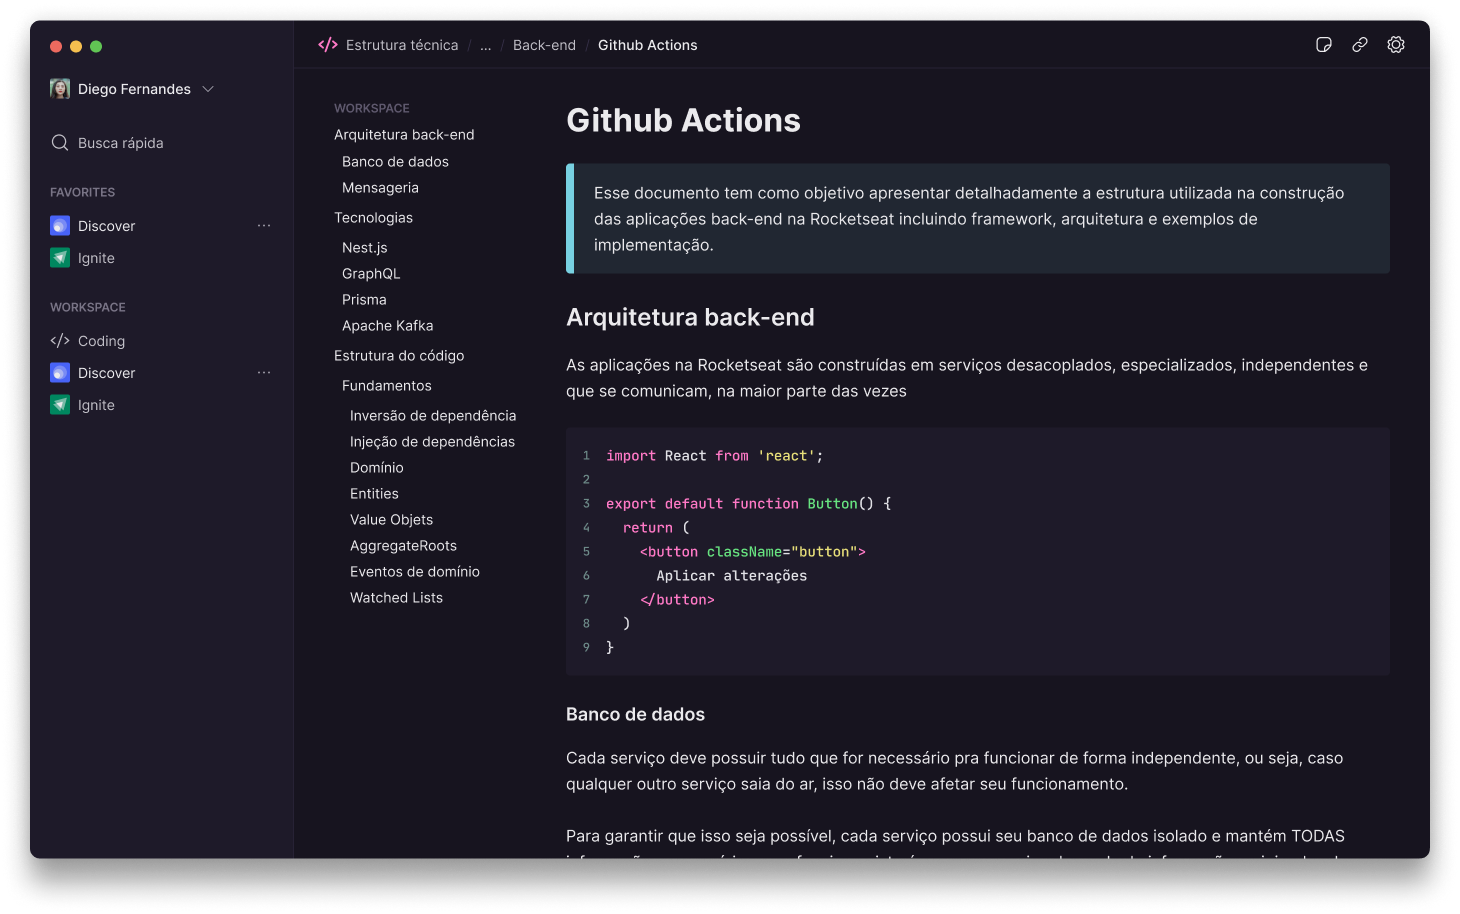 Diego Fernandes
Busca rápida
FAVORITES
Discover
Ignite
WORKSPACE
</> Coding
Discover
Ignite
</> Estrutura técnica / ... / Back-end / Github Actions
WORKSPACE
Arquitetura back-end
Banco de dados
Mensageria
Tecnologias
Nest.js
GraphQL
Prisma
Apache Kafka
Estrutura do código
Fundamentos
Inversão de dependência
Injeção de dependências
Domínio
Entities
Value Objets
AggregateRoots
Eventos de domínio
Watched Lists
Github Actions
Esse documento tem como objetivo apresentar detalhadamente a estrutura utilizada na construção
das aplicações back-end na Rocketseat incluindo framework, arquitetura e exemplos de
implementação.
Arquitetura back-end
As aplicações na Rocketseat são construídas em serviços desacoplados, especializados, independentes e
que se comunicam, na maior parte das vezes
1 import React from 'react';
2
3 export default function Button() {
4 return (
5 <button className="button">
6 Aplicar alterações
7 </button>
8 )
9 }
Banco de dados
Cada serviço deve possuir tudo que for necessário pra funcionar de forma independente, ou seja, caso
qualquer outro serviço saia do ar, isso não deve afetar seu funcionamento.
Para garantir que isso seja possível, cada serviço possui seu banco de dados isolado e mantém TODAS